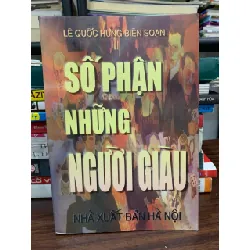 LÊ QUỐC HÙNG BIÊN SOẠN
SỐ PHẬN
NHỮNG
NGƯỜI GIÀU
NHÀ XUẤT BẢN HÀ NỘI